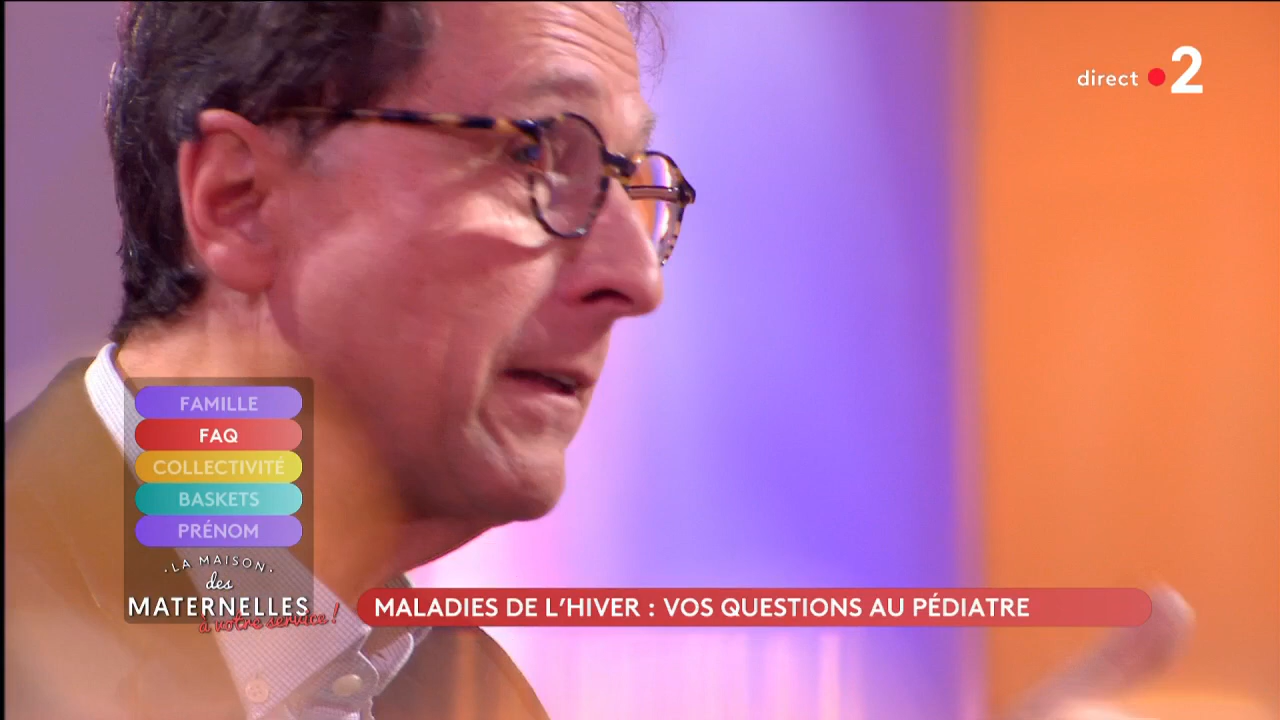 direct 2
FAMILLE
FAQ
COLLECTIVITÉ
BASKETS
PRÉNOM
LA MAISON
des
MATERNELLES
à votre service !
MALADIES DE L'HIVER : VOS QUESTIONS AU PÉDIATRE